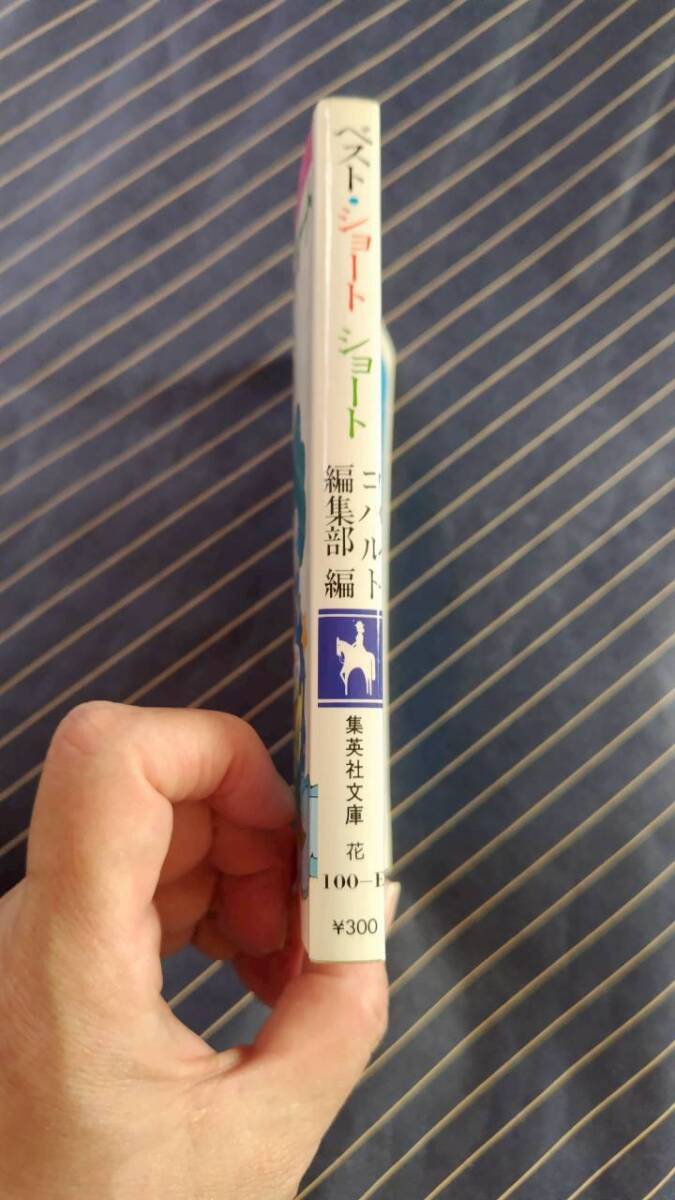 ベスト・ショート ショート
コバルト
編集部 編
集英社文庫 花
100-E
¥300